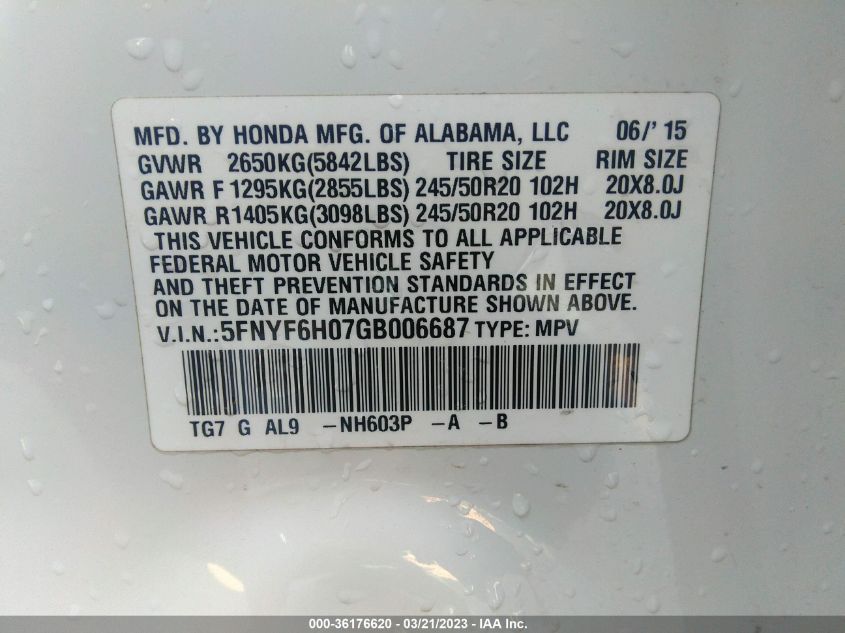 MFD. BY HONDA MFG. OF ALABAMA, LLC 06/'15
GVWR 2650KG(5842LBS) TIRE SIZE RIM SIZE
GAWR F 1295KG(2855LBS) 245/50R20 102H 20X8.0J
GAWR R1405KG(3098LBS) 245/50R20 102H 20X8.0J
THIS VEHICLE CONFORMS TO ALL APPLICABLE
FEDERAL MOTOR VEHICLE SAFETY
AND THEFT PREVENTION STANDARDS IN EFFECT
ON THE DATE OF MANUFACTURE SHOWN ABOVE.
V.I.N.:5FNYF6H07GB006687 TYPE: MPV
TG7 G AL9 -NH603P -A -B
000-36176620 - 03/21/2023 - IAA Inc.